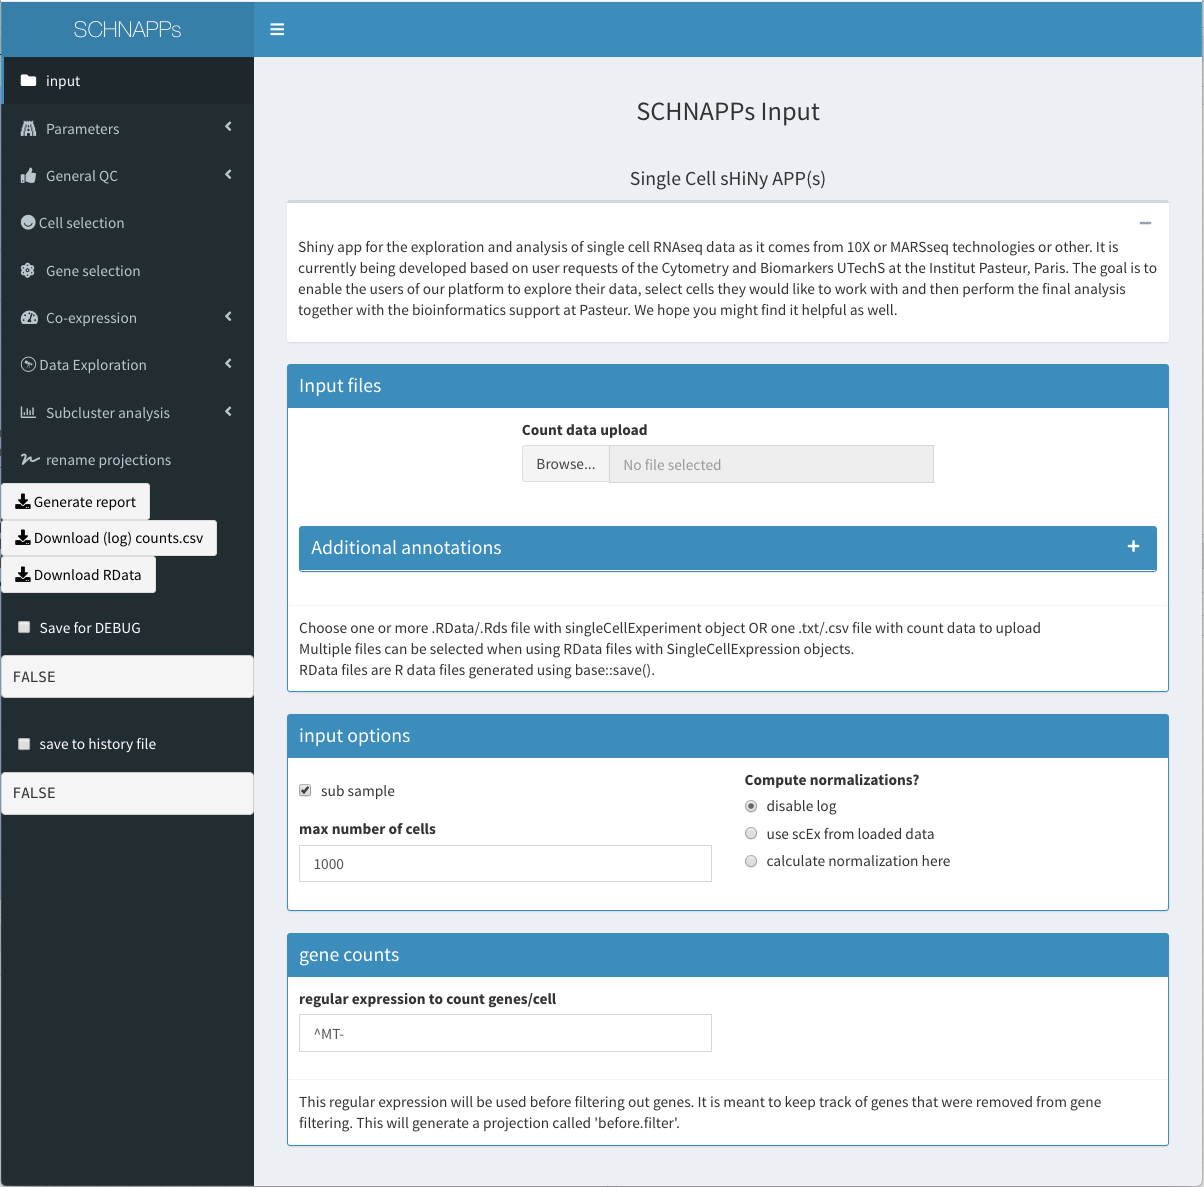 SCHNAPPs
input
Parameters
General QC
Cell selection
Gene selection
Co-expression
Data Exploration
Subcluster analysis
rename projections
Generate report
Download (log) counts.csv
Download RData
Save for DEBUG
FALSE
save to history file
FALSE
SCHNAPPs Input
Single Cell sHiNy APP(s)
Shiny app for the exploration and analysis of single cell RNAseq data as it comes from 10X or MARSseq technologies or other. It is
currently being developed based on user requests of the Cytometry and Biomarkers UTechS at the Institut Pasteur, Paris. The goal is to
enable the users of our platform to explore their data, select cells they would like to work with and then perform the final analysis
together with the bioinformatics support at Pasteur. We hope you might find it helpful as well.
Input files
Count data upload
Browse... No file selected
Additional annotations
Choose one or more .RData/.Rds file with singleCellExperiment object OR one .txt/.csv file with count data to upload
Multiple files can be selected when using RData files with SingleCellExpression objects.
RData files are R data files generated using base::save().
input options
sub sample
max number of cells
1000
Compute normalizations?
disable log
use scEx from loaded data
calculate normalization here
gene counts
regular expression to count genes/cell
^MT-
This regular expression will be used before filtering out genes. It is meant to keep track of genes that were removed from gene
filtering. This will generate a projection called 'before.filter'.